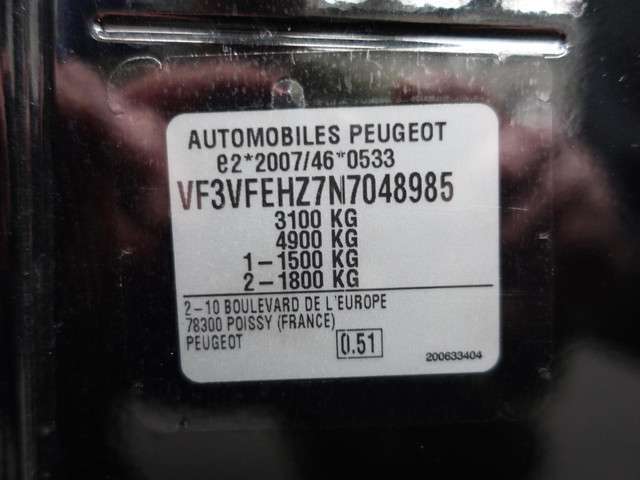 AUTOMOBILES PEUGEOT
e2*2007/46*0533
VF3VFEHZ7N7048985
3100 KG
4900 KG
1-1500 KG
2-1800 KG
2-10 BOULEVARD DE L'EUROPE
78300 POISSY (FRANCE)
PEUGEOT
0.51
200633404